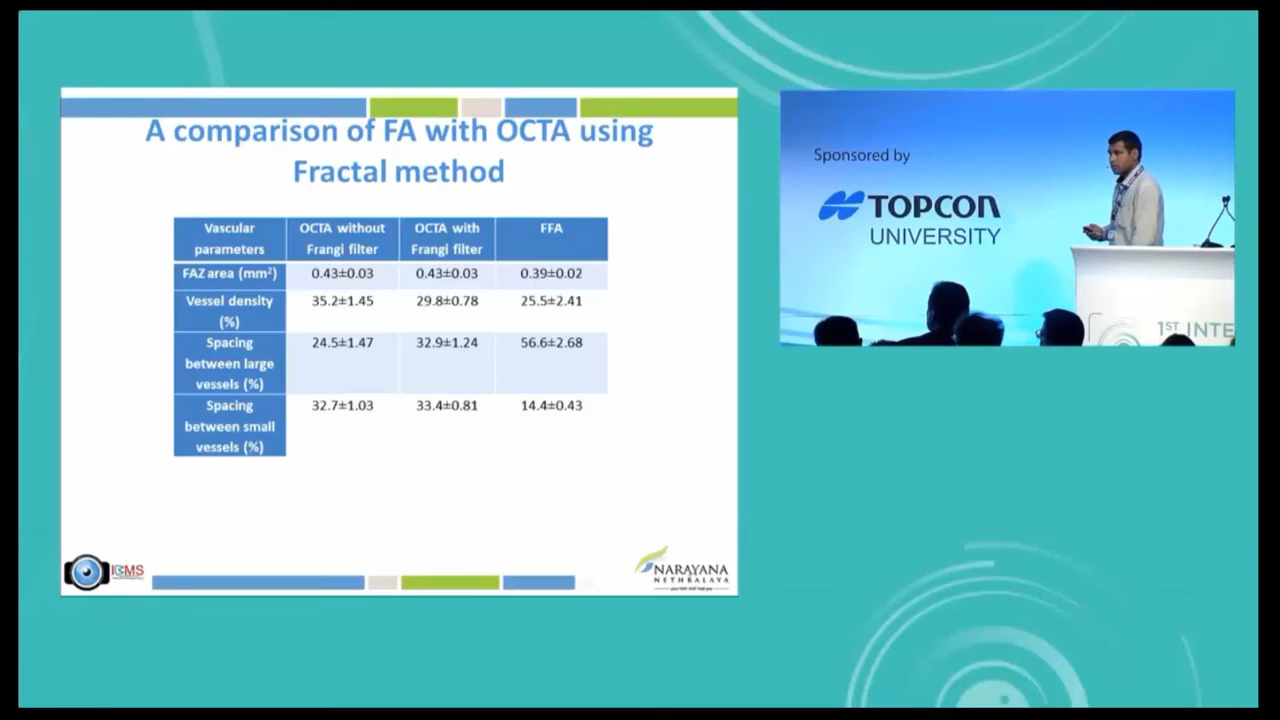 A comparison of FA with OCTA using
Fractal method
Vascular parameters OCTA without Frangi filter OCTA with Frangi filter FFA
FAZ area (mm²) 0.43±0.03 0.43±0.03 0.39±0.02
Vessel density (%) 35.2±1.45 29.8±0.78 25.5±2.41
Spacing between large vessels (%) 24.5±1.47 32.9±1.24 56.6±2.68
Spacing between small vessels (%) 32.7±1.03 33.4±0.81 14.4±0.43
NARAYANA
NETHRALAYA
Sponsored by
TOPCON
UNIVERSITY
1ST INTE